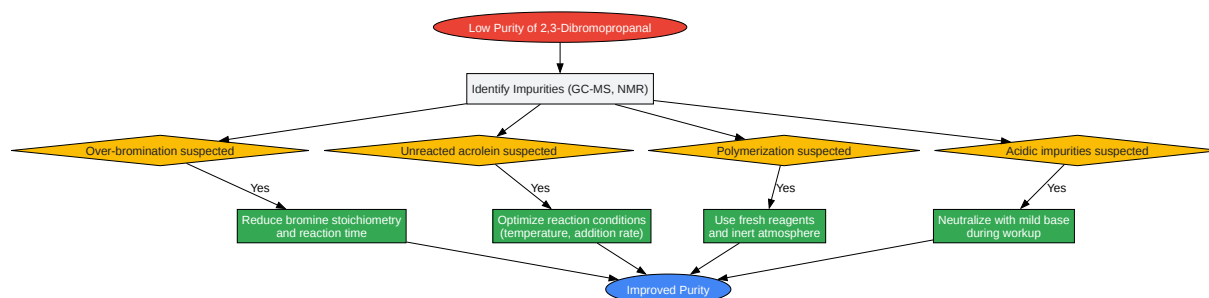 Low Purity of 2,3-Dibromopropanal
Identify Impurities (GC-MS, NMR)
Over-bromination suspected
Unreacted acrolein suspected
Polymerization suspected
Acidic impurities suspected
Yes
Yes
Yes
Yes
Reduce bromine stoichiometry
and reaction time
Optimize reaction conditions
(temperature, addition rate)
Use fresh reagents
and inert atmosphere
Neutralize with mild base
during workup
Improved Purity